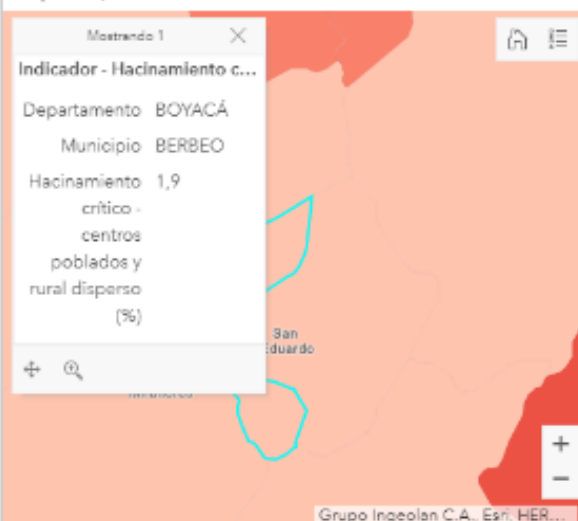 Mostrando 1
Indicador - Hacinamiento c...
Departamento BOYACÁ
Municipio BERBEO
Hacinamiento 1,9
crítico -
centros
poblados y
rural disperso
(%)
San
Eduardo
+
−
Grupo Ingeolan C.A., Esri, HER...